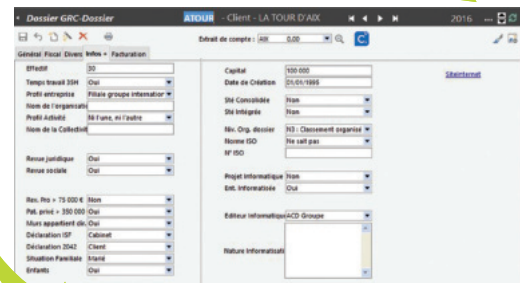 Dossier GRC-Dossier ATOUR - Client - LA TOUR D'AIX 2016
Extrait de compte : AIX 0,00
Général Fiscal Divers Infos + Facturation
Effectif 30
Temps travail 35H Oui
Profil entreprise Filiale groupe internation
Nom de l'organisati
Profil Activité Ni l'une, ni l'autre
Nom de la Collectivit
Revue juridique Oui
Revue sociale Oui
Rev. Pro > 75 000 € Non
Pat. privé > 350 000 Oui
Murs appartient dir. Oui
Déclaration ISF Cabinet
Déclaration 2042 Client
Situation Familiale Marié
Enfants Oui
Capital 100 000
Date de Création 01/01/1995
Sté Consolidée Non
Sté Intégrée Non
Niv. Org. dossier N3 : Classement organisé
Norme ISO Ne sait pas
N° ISO
Projet Informatique Non
Ent. Informatisée Oui
Editeur Informatique ACD Groupe
Nature Informatisati
Siteinternet